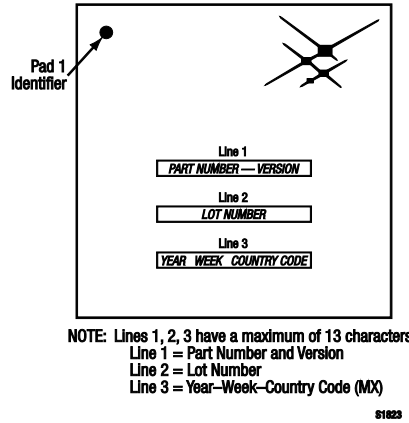 Pad 1
Identifier
Line 1
PART NUMBER — VERSION
Line 2
LOT NUMBER
Line 3
YEAR WEEK COUNTRY CODE
NOTE: Lines 1, 2, 3 have a maximum of 13 characters
Line 1 = Part Number and Version
Line 2 = Lot Number
Line 3 = Year–Week–Country Code (MX)
S1823